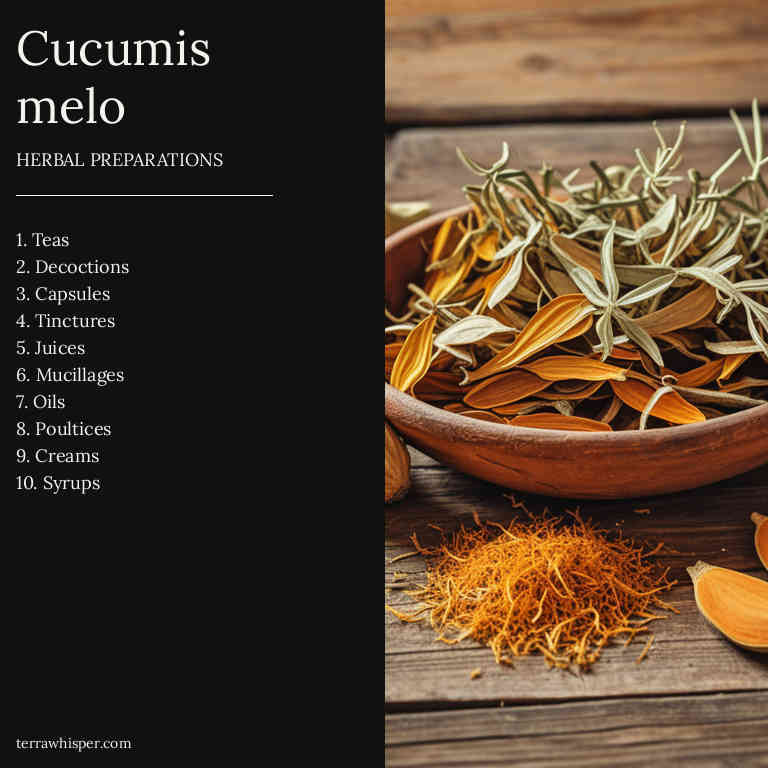 Cucumis
melo
HERBAL PREPARATIONS
1. Teas
2. Decoctions
3. Capsules
4. Tinctures
5. Juices
6. Mucillages
7. Oils
8. Poultices
9. Creams
10. Syrups
terrawhisper.com